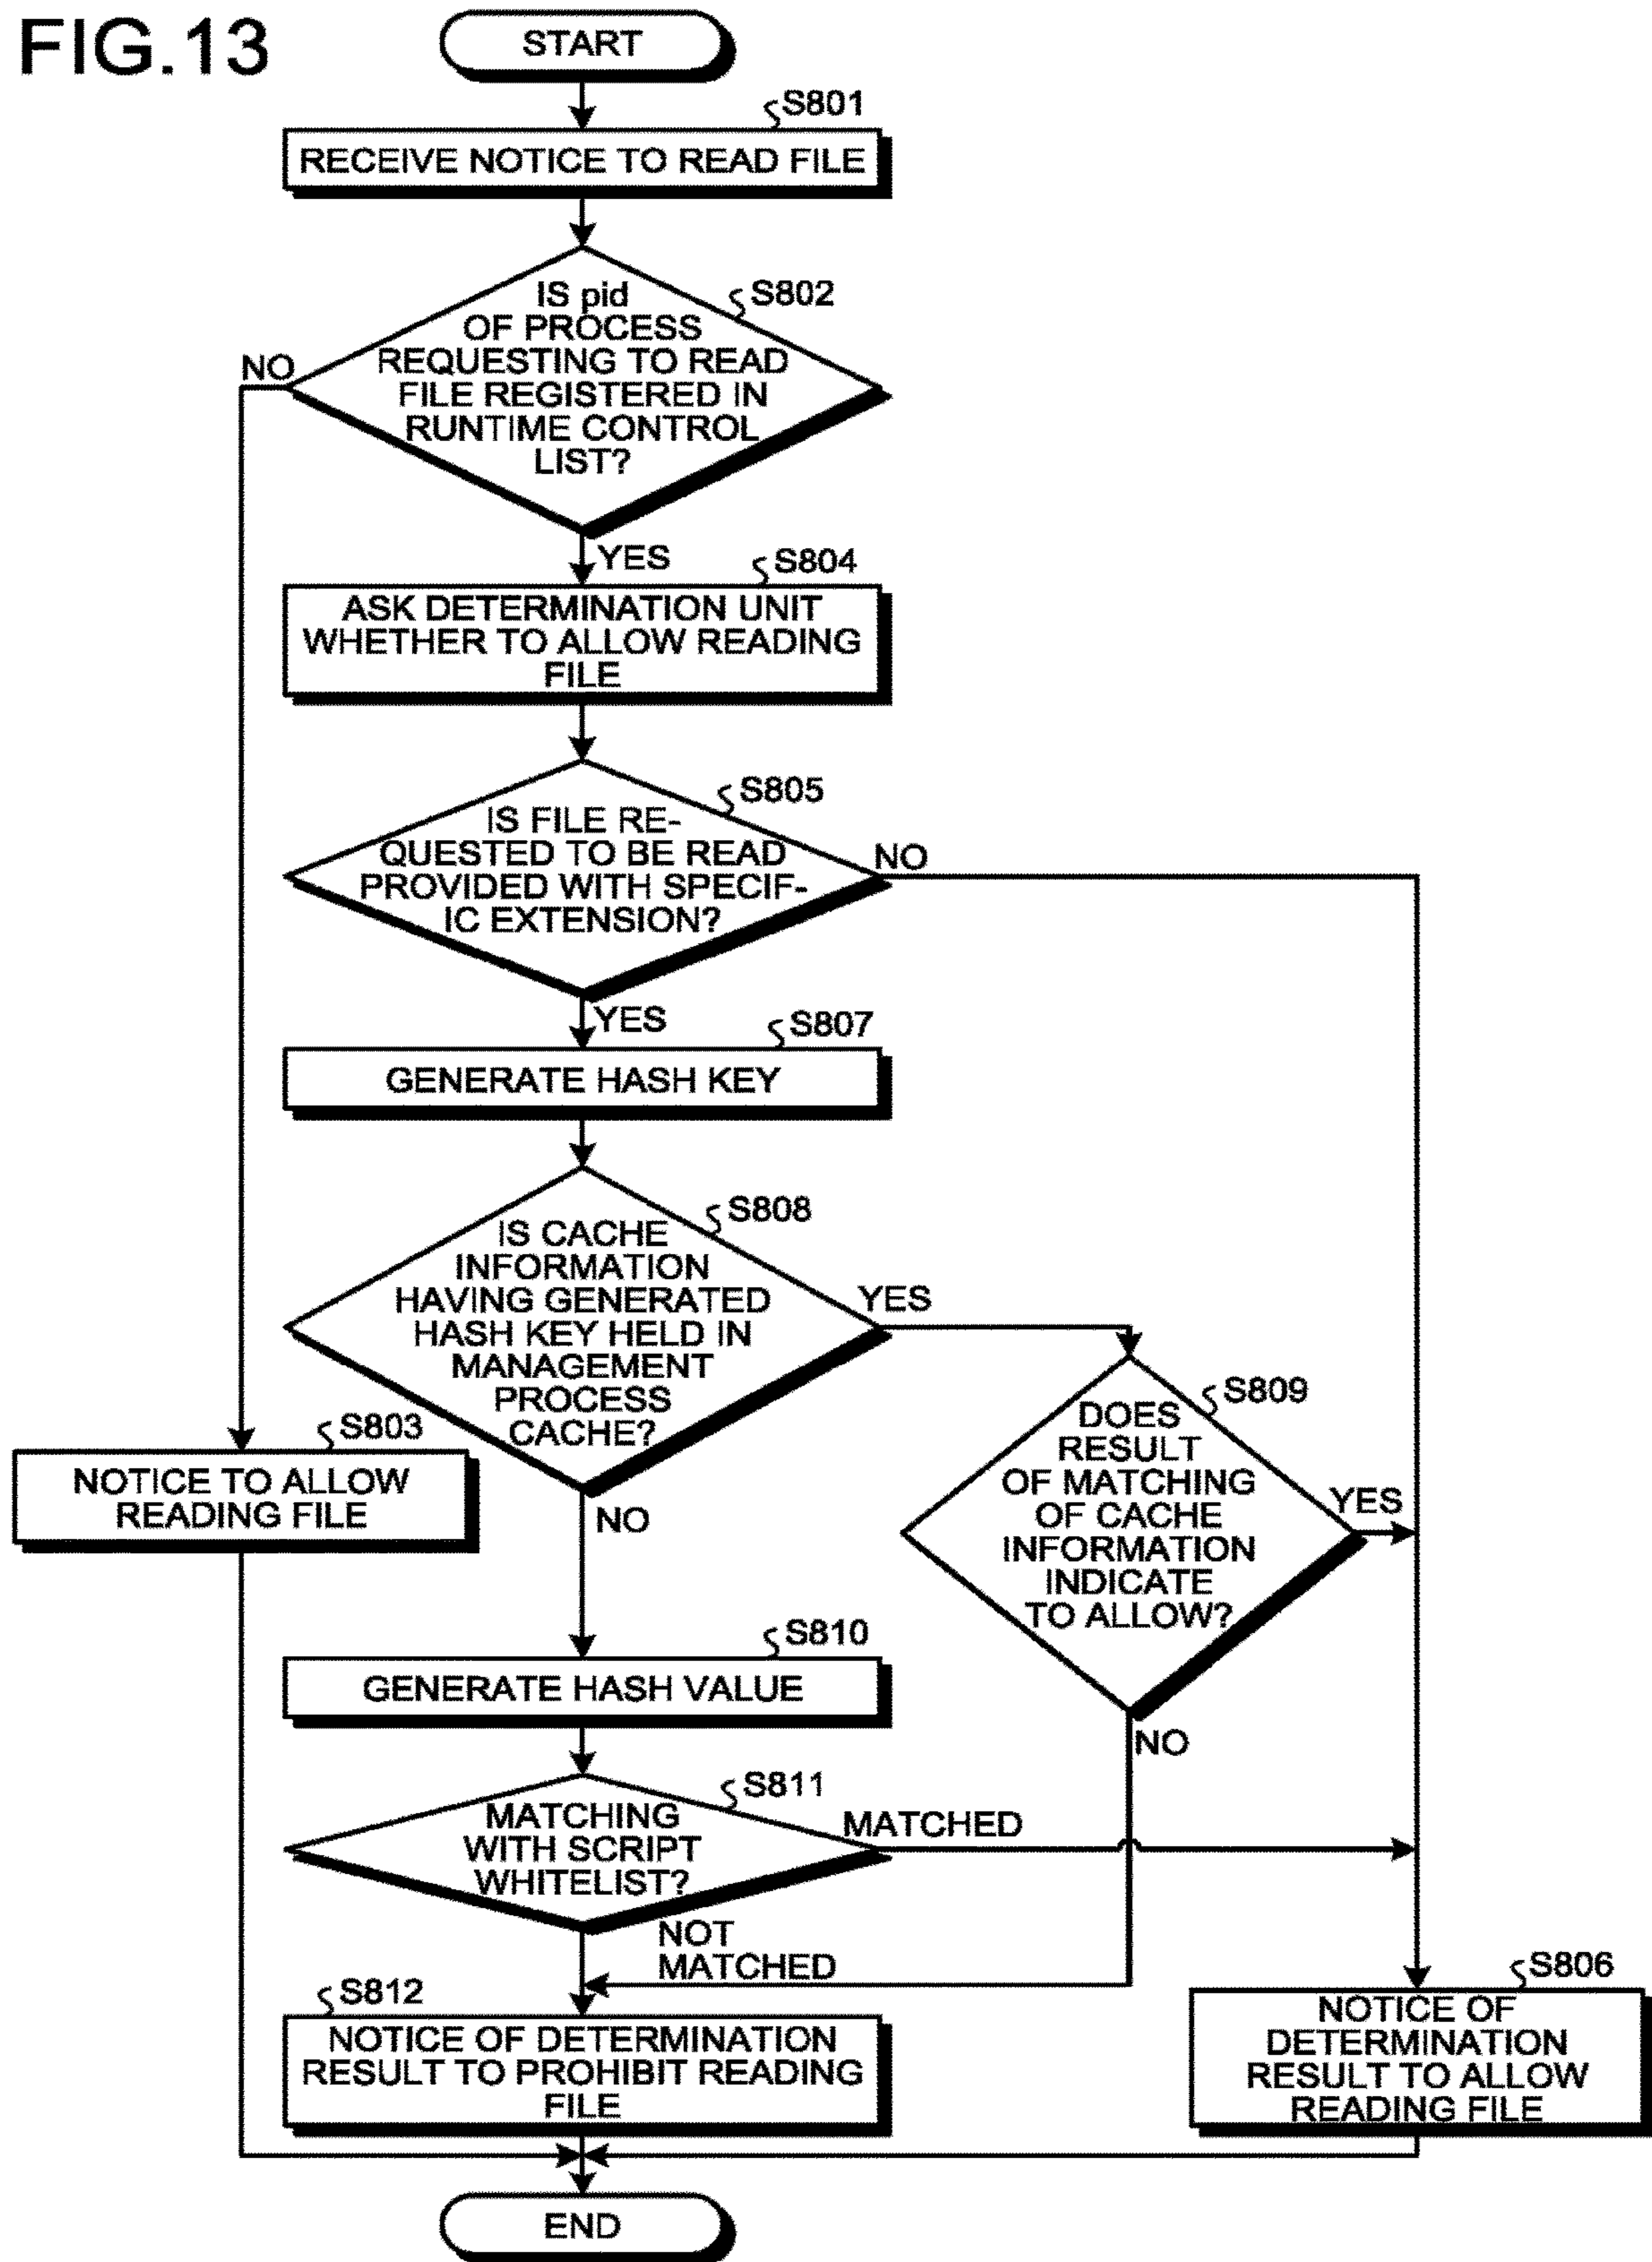 FIG.13
START
S801
RECEIVE NOTICE TO READ FILE
S802
IS pid
OF PROCESS
REQUESTING TO READ
FILE REGISTERED IN
RUNTIME CONTROL
LIST?
NO
YES
S804
ASK DETERMINATION UNIT
WHETHER TO ALLOW READING
FILE
S805
IS FILE RE-
QUESTED TO BE READ
PROVIDED WITH SPECIF-
IC EXTENSION?
NO
YES
S807
GENERATE HASH KEY
S808
IS CACHE
INFORMATION
HAVING GENERATED
HASH KEY HELD IN
MANAGEMENT
PROCESS
CACHE?
YES
NO
S809
DOES
RESULT
OF MATCHING
OF CACHE
INFORMATION
INDICATE
TO ALLOW?
YES
NO
S803
NOTICE TO ALLOW
READING FILE
S810
GENERATE HASH VALUE
S811
MATCHING
WITH SCRIPT
WHITELIST?
MATCHED
NOT
MATCHED
S812
NOTICE OF DETERMINATION
RESULT TO PROHIBIT READING
FILE
S806
NOTICE OF
DETERMINATION
RESULT TO ALLOW
READING FILE
END